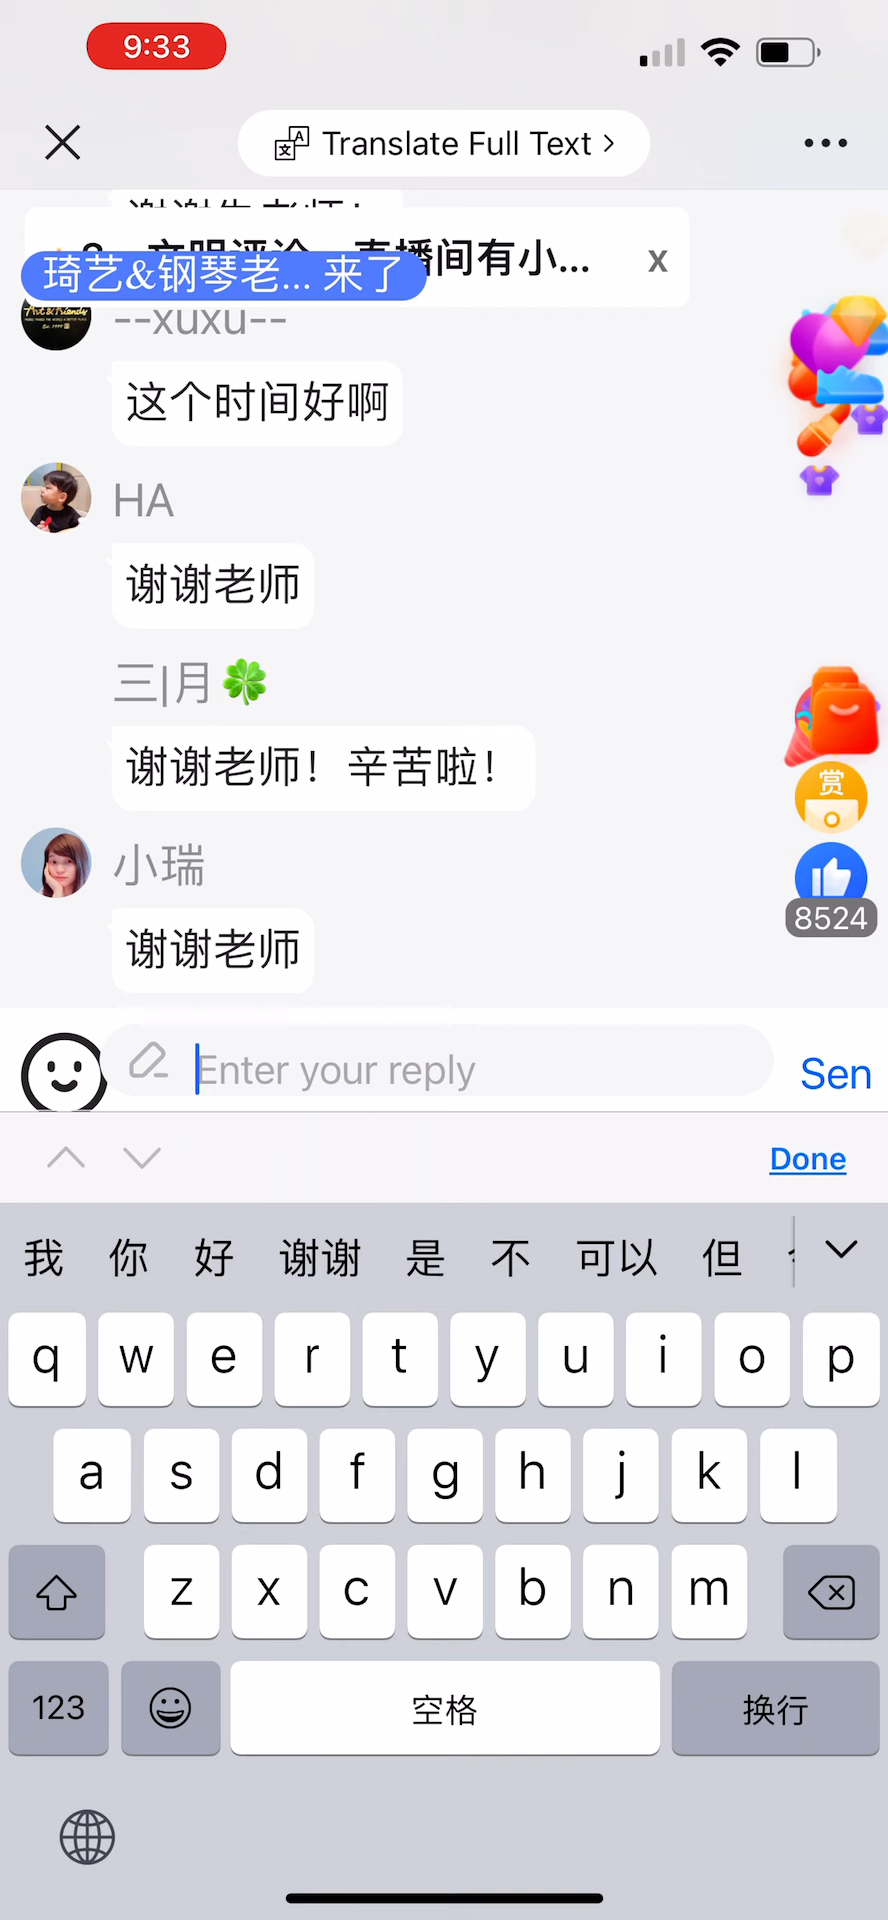 9:33
Translate Full Text >
直播间有小... x
琦艺&钢琴老... 来了
--xuxu--
这个时间好啊
HA
谢谢老师
三|月🍀
谢谢老师！辛苦啦！
赏
小瑞
8524
谢谢老师
Enter your reply
Sen
Done
我 你 好 谢谢 是 不 可以 但
q w e r t y u i o p
a s d f g h j k l
z x c v b n m
123 空格 换行